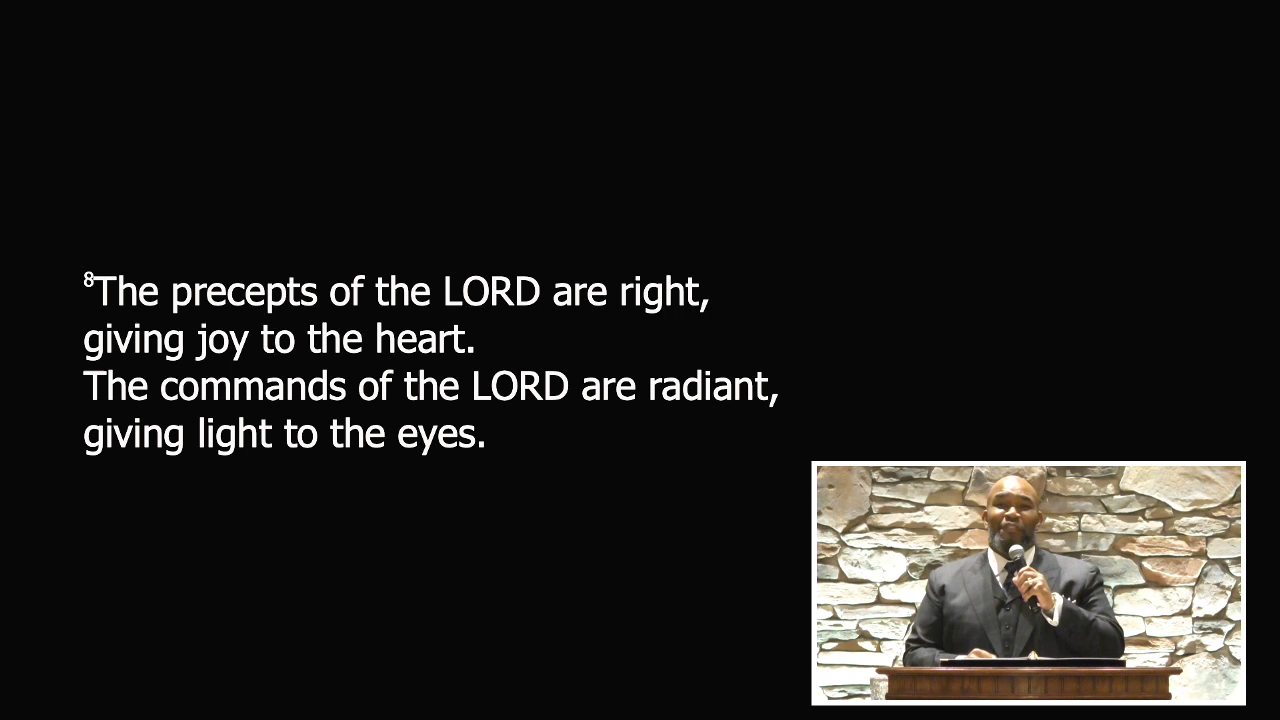 ⁸The precepts of the LORD are right,
giving joy to the heart.
The commands of the LORD are radiant,
giving light to the eyes.